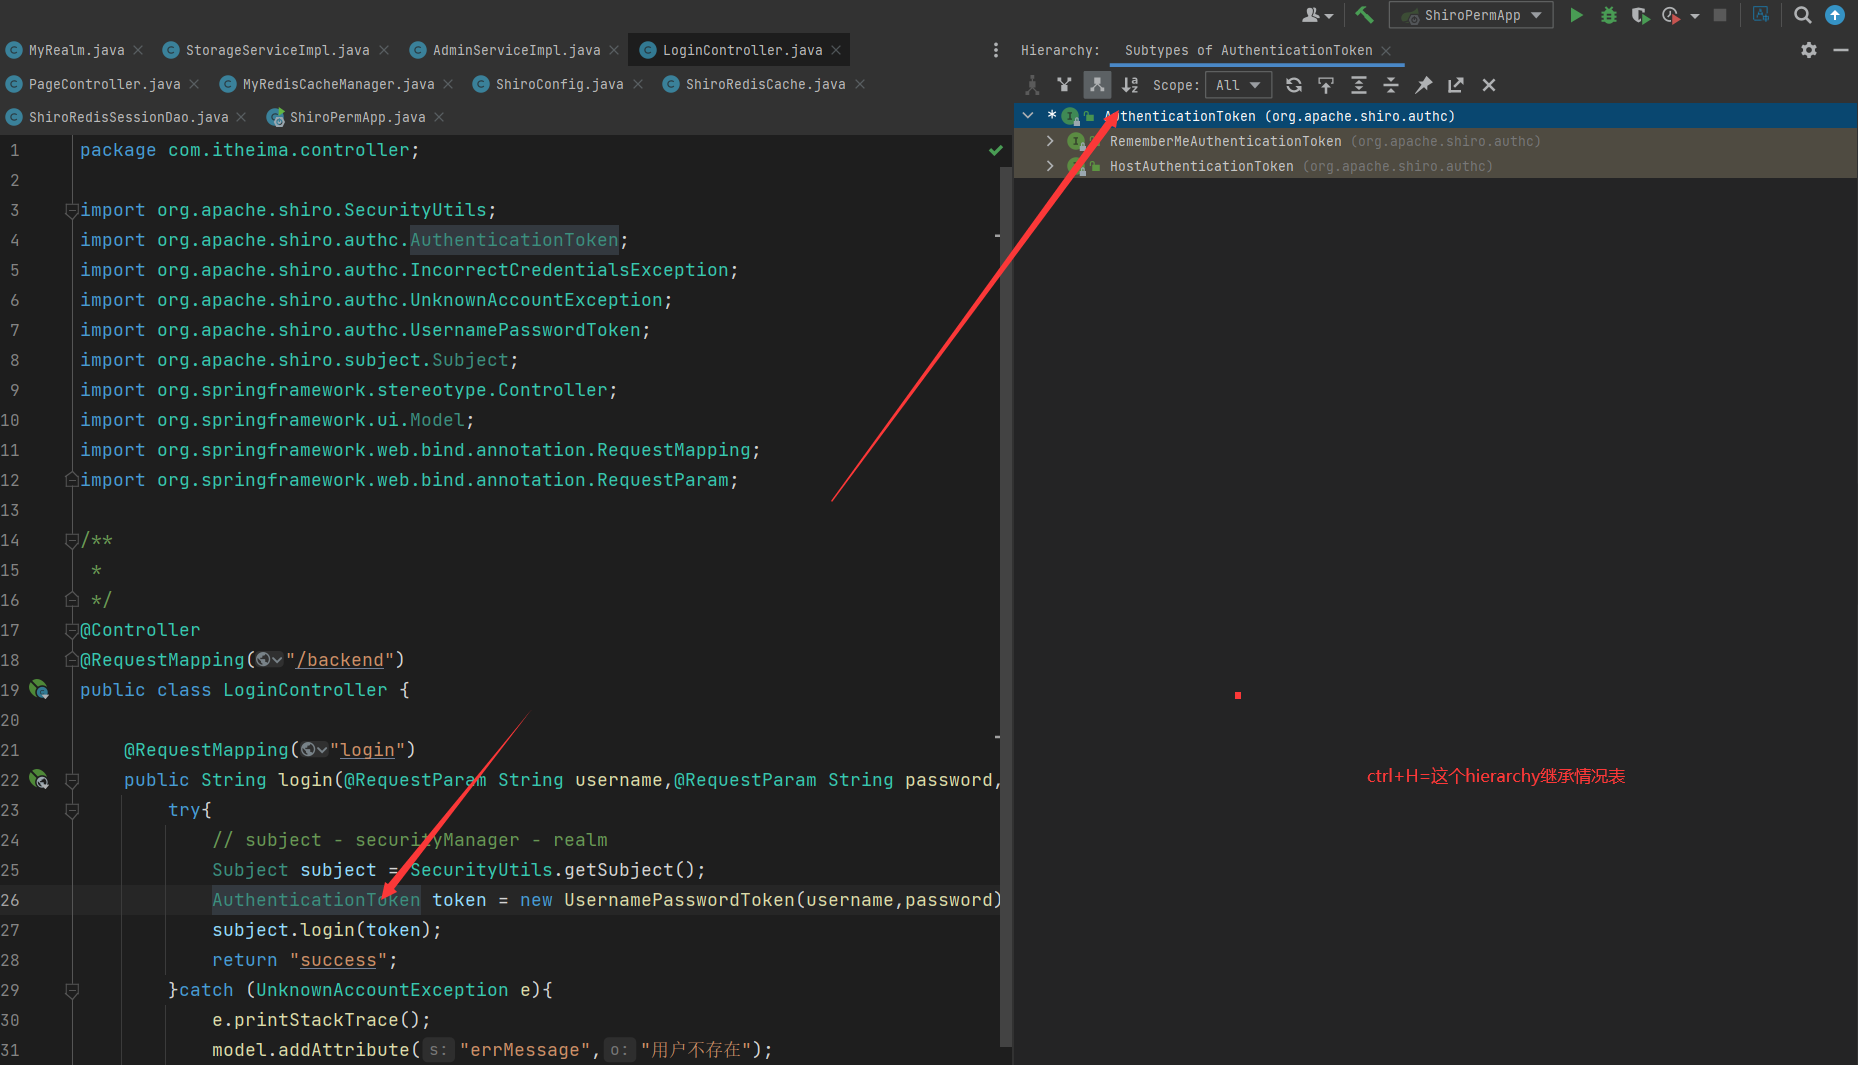 ShiroPermApp
MyRealm.java
StorageServiceImpl.java
AdminServiceImpl.java
LoginController.java
PageController.java
MyRedisCacheManager.java
ShiroConfig.java
ShiroRedisCache.java
ShiroRedisSessionDao.java
ShiroPermApp.java
1 package com.itheima.controller;
2
3 import org.apache.shiro.SecurityUtils;
4 import org.apache.shiro.authc.AuthenticationToken;
5 import org.apache.shiro.authc.IncorrectCredentialsException;
6 import org.apache.shiro.authc.UnknownAccountException;
7 import org.apache.shiro.authc.UsernamePasswordToken;
8 import org.apache.shiro.subject.Subject;
9 import org.springframework.stereotype.Controller;
10 import org.springframework.ui.Model;
11 import org.springframework.web.bind.annotation.RequestMapping;
12 import org.springframework.web.bind.annotation.RequestParam;
13
14 /**
15 *
16 */
17 @Controller
18 @RequestMapping("/backend")
19 public class LoginController {
20
21 @RequestMapping("login")
22 public String login(@RequestParam String username,@RequestParam String password,
23 try{
24 // subject - securityManager - realm
25 Subject subject = SecurityUtils.getSubject();
26 AuthenticationToken token = new UsernamePasswordToken(username,password)
27 subject.login(token);
28 return "success";
29 }catch (UnknownAccountException e){
30 e.printStackTrace();
31 model.addAttribute(s: "errMessage",o: "用户不存在");
Hierarchy: Subtypes of AuthenticationToken
Scope: All
* AuthenticationToken (org.apache.shiro.authc)
RememberMeAuthenticationToken (org.apache.shiro.authc)
HostAuthenticationToken (org.apache.shiro.authc)
ctrl+H=这个hierarchy继承情况表